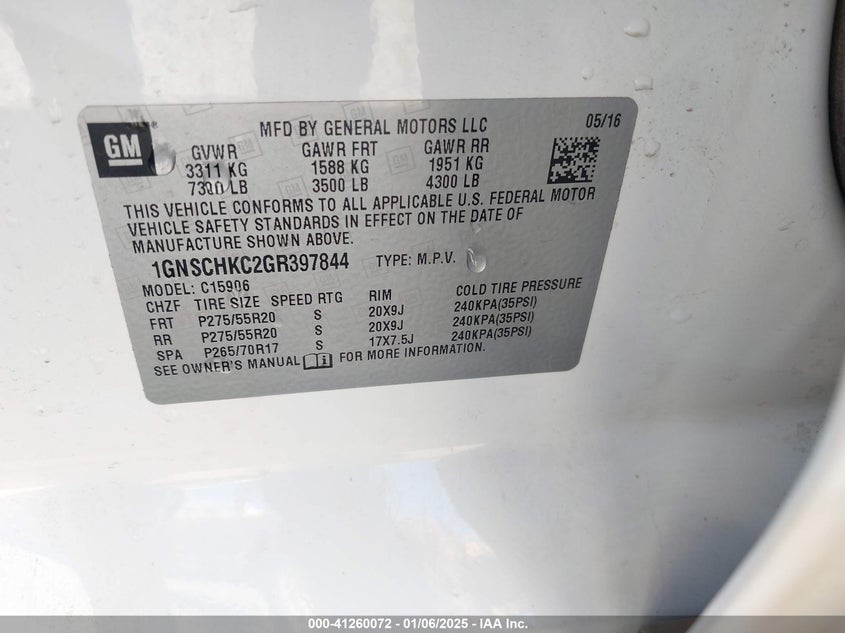 GM
MFD BY GENERAL MOTORS LLC 05/16
GVWR GAWR FRT GAWR RR
3311 KG 1588 KG 1951 KG
7300 LB 3500 LB 4300 LB
THIS VEHICLE CONFORMS TO ALL APPLICABLE U.S. FEDERAL MOTOR
VEHICLE SAFETY STANDARDS IN EFFECT ON THE DATE OF
MANUFACTURE SHOWN ABOVE.
1GNSCHKC2GR397844 TYPE: M.P.V.
MODEL: C15906
CHZF TIRE SIZE SPEED RTG RIM COLD TIRE PRESSURE
FRT P275/55R20 S 20X9J 240KPA(35PSI)
RR P275/55R20 S 20X9J 240KPA(35PSI)
SPA P265/70R17 S 17X7.5J 240KPA(35PSI)
SEE OWNER'S MANUAL FOR MORE INFORMATION.
000-41260072 - 01/06/2025 - IAA Inc.